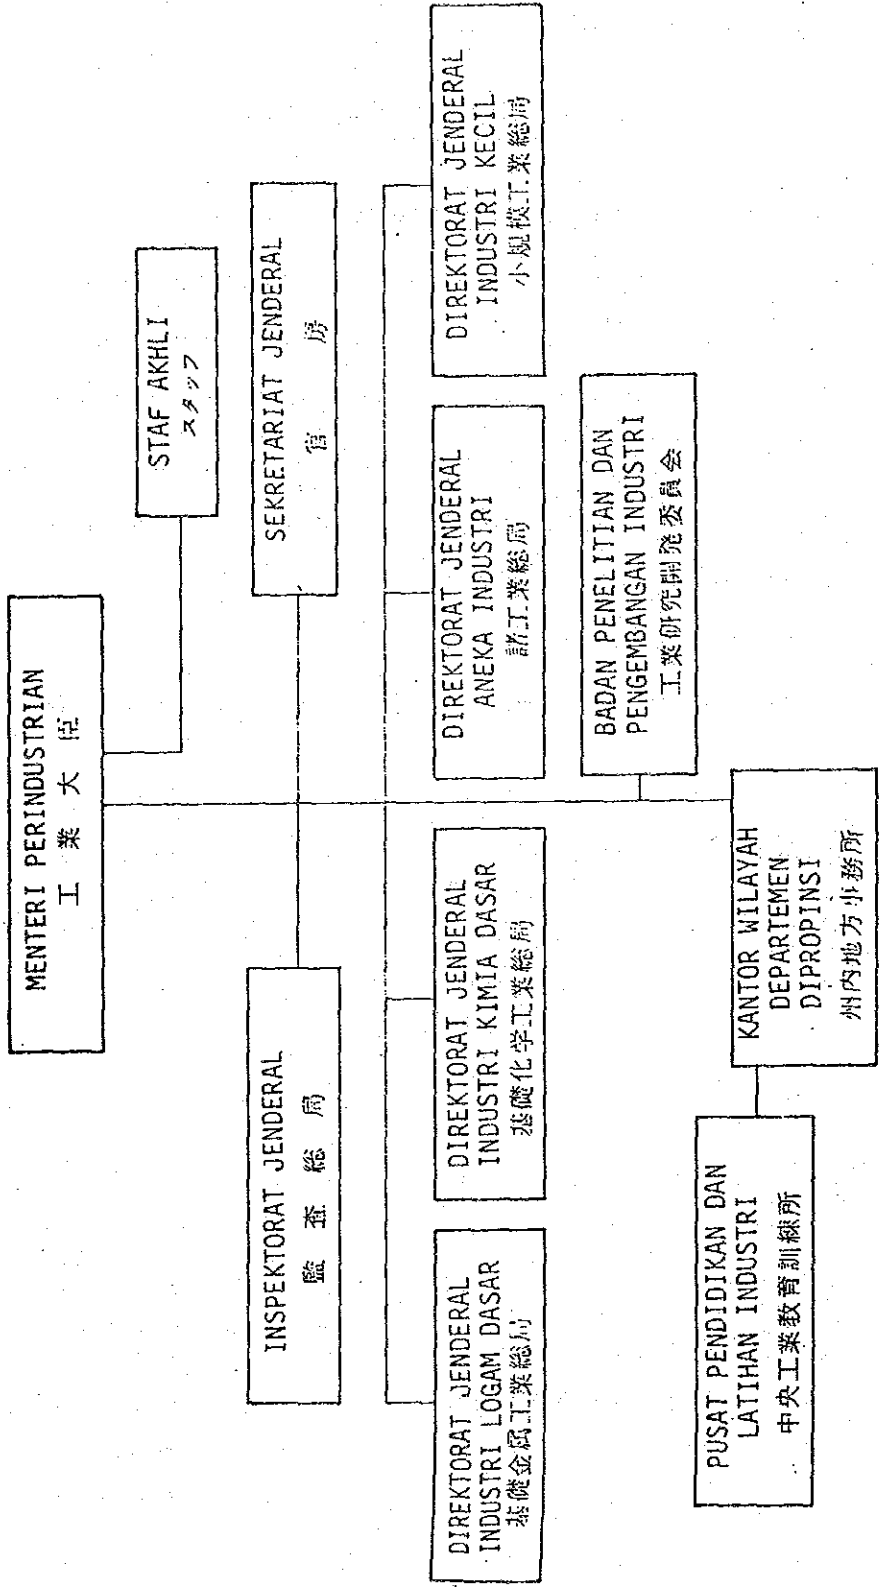 MENTERI PERINDUSTRIAN
工業大臣
STAF AKHLI
スタッフ
INSPEKTORAT JENDERAL
監査総局
SEKRETARIAT JENDERAL
官房
DIREKTORAT JENDERAL
INDUSTRI LOGAM DASAR
基礎金属工業総局
DIREKTORAT JENDERAL
INDUSTRI KIMIA DASAR
基礎化学工業総局
DIREKTORAT JENDERAL
ANEKA INDUSTRI
諸工業総局
DIREKTORAT JENDERAL
INDUSTRI KECIL
小規模工業総局
BADAN PENELITIAN DAN
PENGEMBANGAN INDUSTRI
工業研究開発委員会
PUSAT PENDIDIKAN DAN
LATIHAN INDUSTRI
中央工業教育訓練所
KANTOR WILAYAH
DEPARTEMEN
DIPROPINSI
州内地方事務所